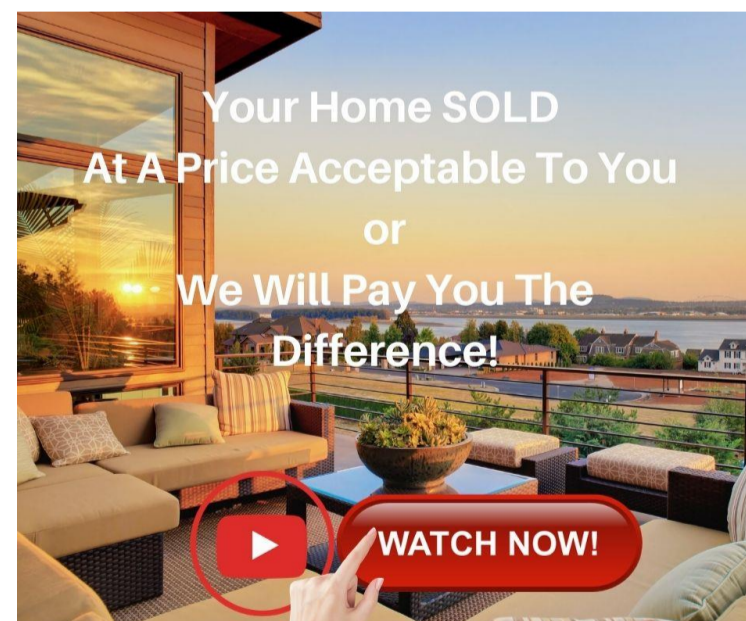 Your Home SOLD
At A Price Acceptable To You
or
We Will Pay You The
Difference!
WATCH NOW!